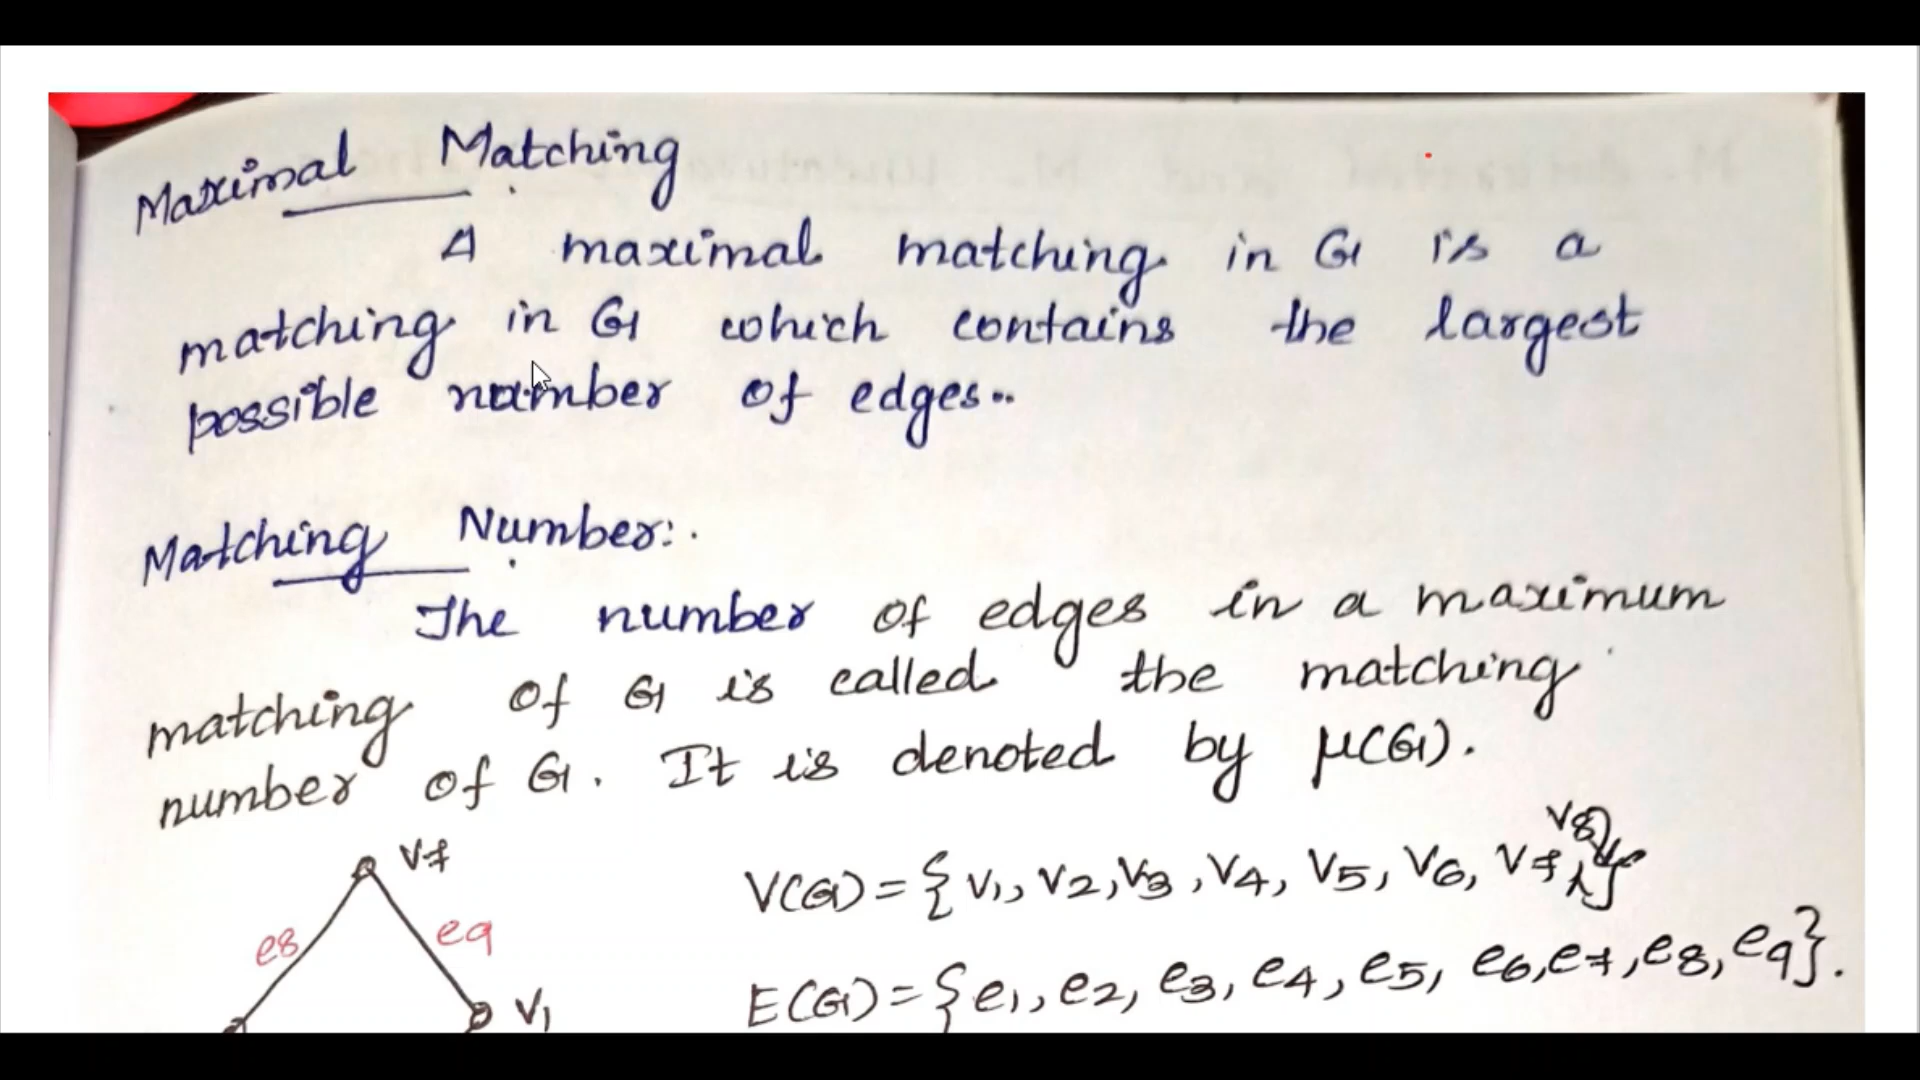 Maximal Matching
A maximal matching in G is a
matching in G which contains the largest
possible number of edges..
Matching Number:.
The number of edges in a maximum
matching of G is called the matching
number of G. It is denoted by μ(G).
V(G) = {v1, v2, v3, v4, v5, v6, v7, v8}
v7
e8 e9
v1
E(G) = {e1, e2, e3, e4, e5, e6, e7, e8, e9}.